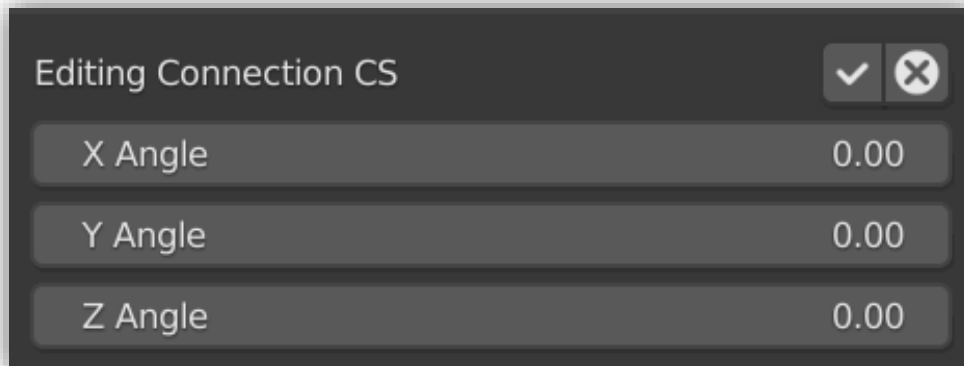 Editing Connection CS
X Angle 0.00
Y Angle 0.00
Z Angle 0.00